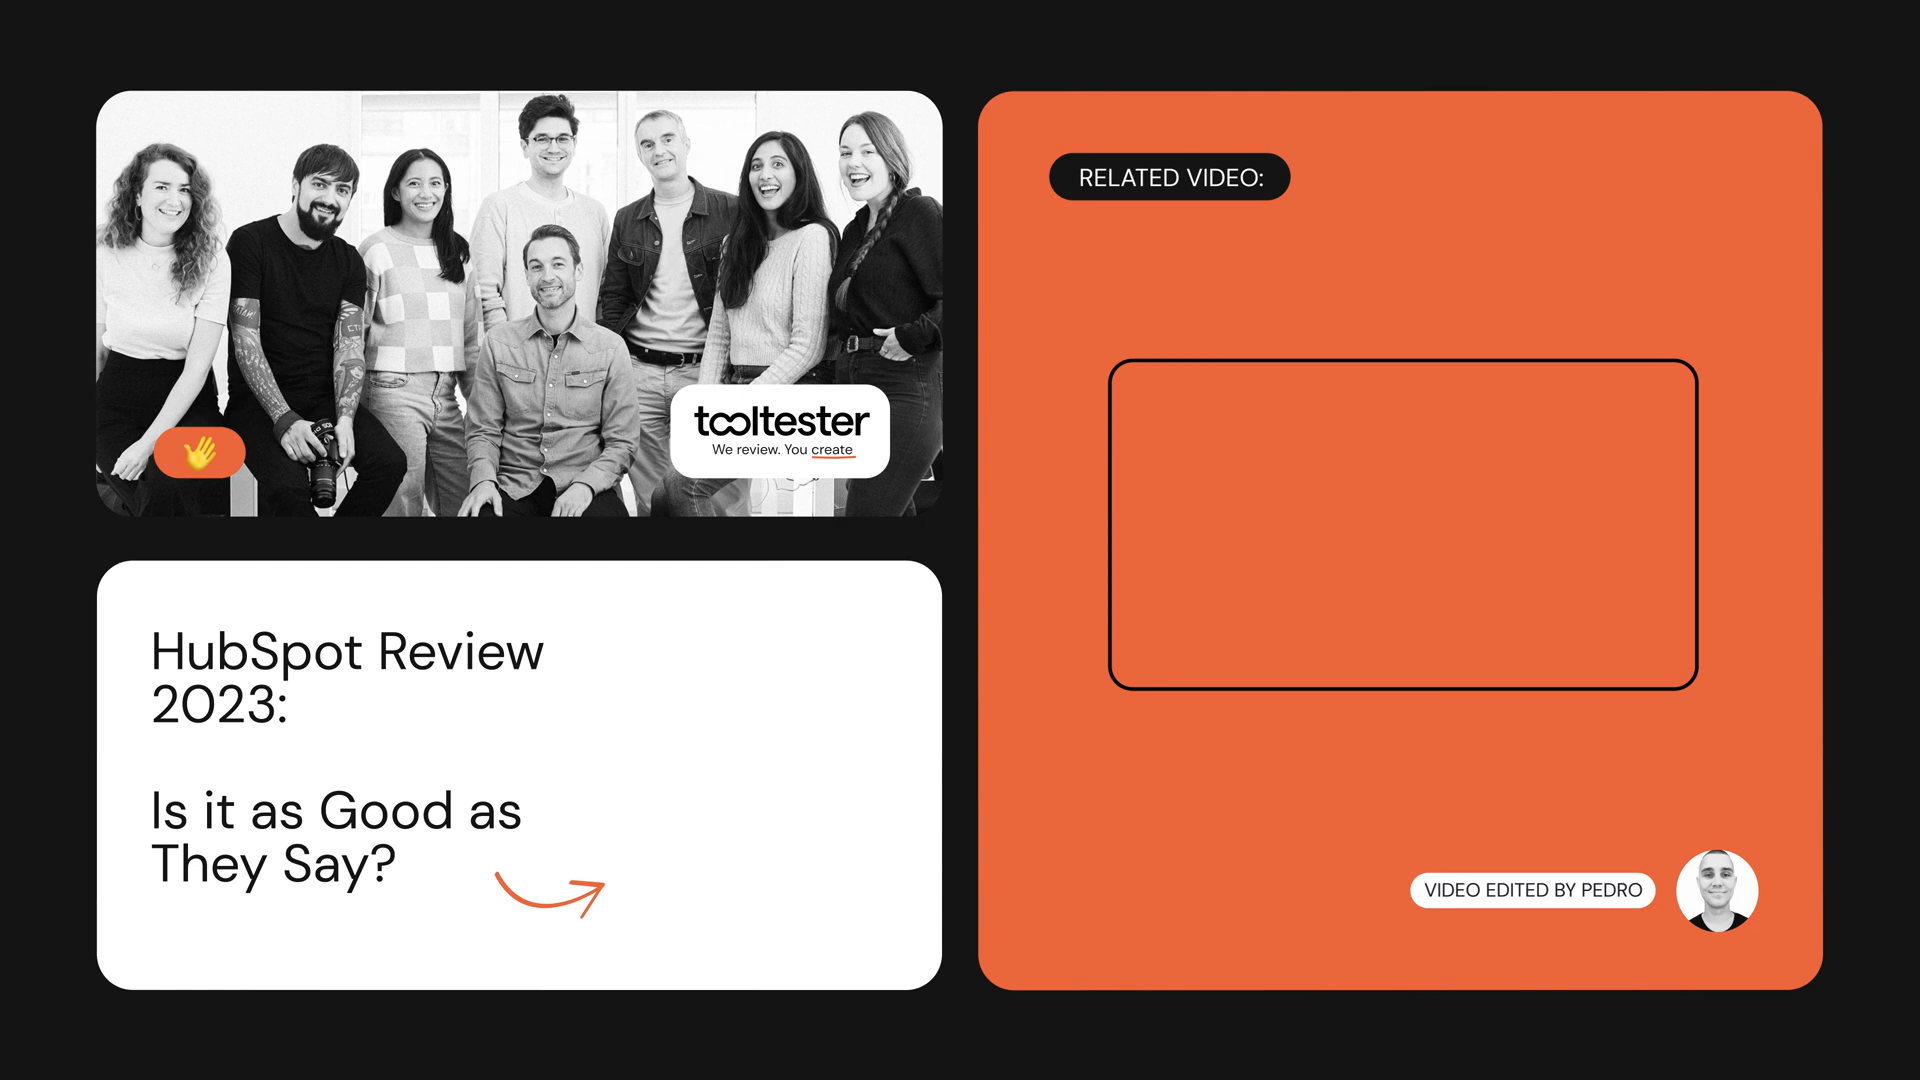 tooltester
We review. You create
HubSpot Review
2023:
Is it as Good as
They Say?
RELATED VIDEO:
VIDEO EDITED BY PEDRO